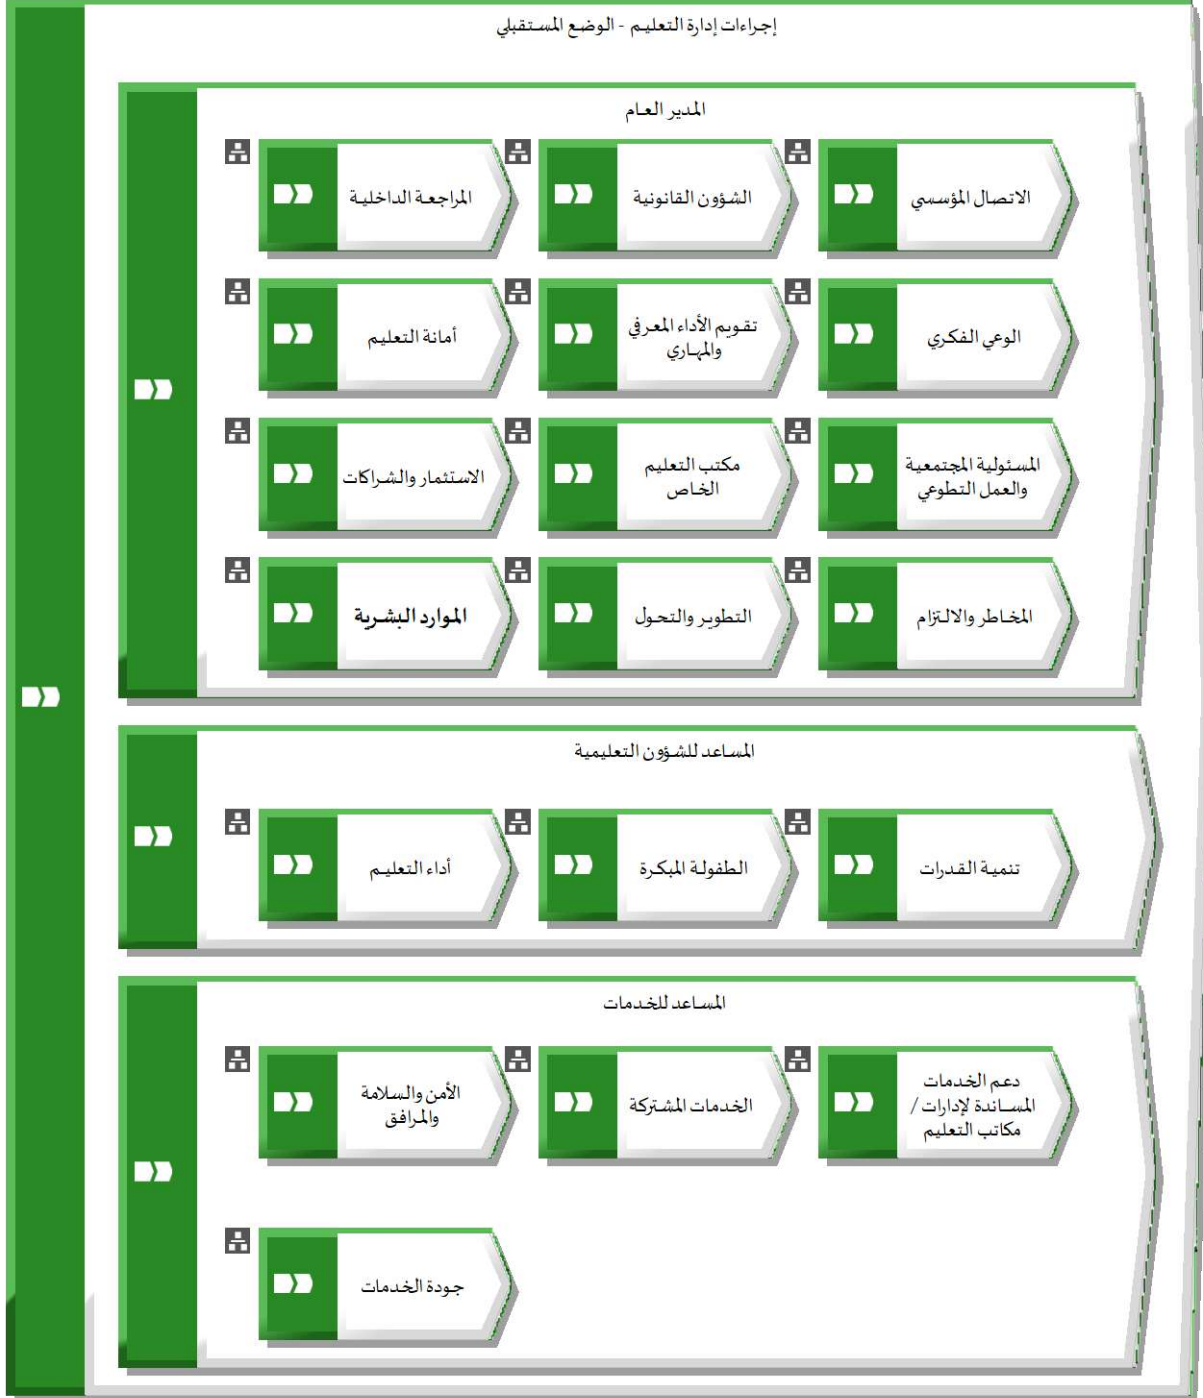 إجراءات إدارة التعليم - الوضع المستقبلي
المدير العام
الاتصال المؤسسي
الشؤون القانونية
المراجعة الداخلية
الوعي الفكري
تقويم الأداء المعرفي
والمهاري
أمانة التعليم
المسئولية المجتمعية
والعمل التطوعي
مكتب التعليم
الخاص
الاستثمار والشراكات
المخاطر والالتزام
التطوير والتحول
الموارد البشرية
المساعد للشؤون التعليمية
تنمية القدرات
الطفولة المبكرة
أداء التعليم
المساعد للخدمات
دعم الخدمات
المساندة لإدارات /
مكاتب التعليم
الخدمات المشتركة
الأمن والسلامة
والمرافق
جودة الخدمات